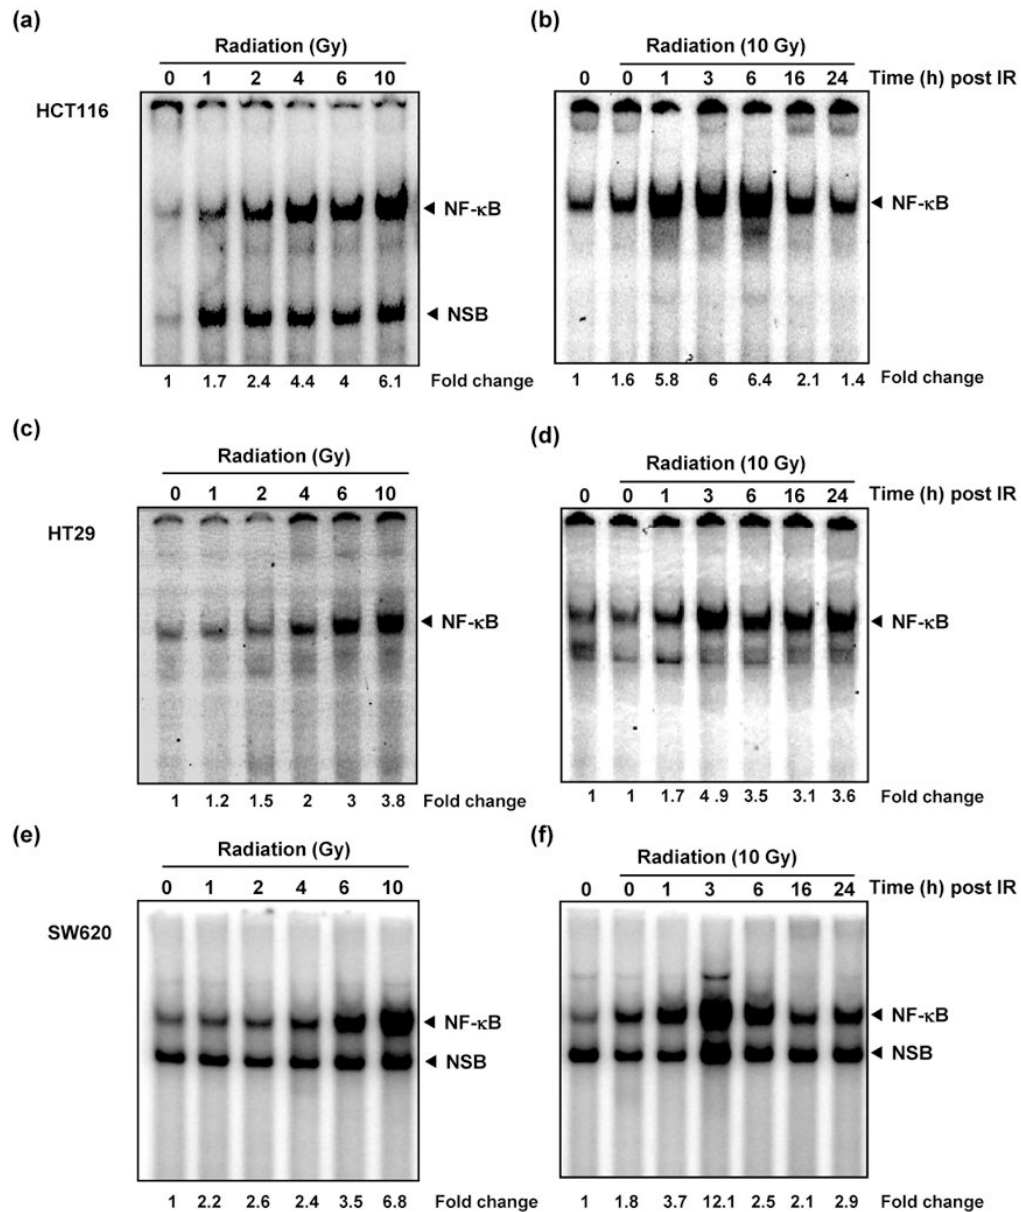 (a)
Radiation (Gy)
0 1 2 4 6 10
HCT116
NF-κB
NSB
1 1.7 2.4 4.4 4 6.1 Fold change
(b)
Radiation (10 Gy)
0 0 1 3 6 16 24 Time (h) post IR
NF-κB
1 1.6 5.8 6 6.4 2.1 1.4 Fold change
(c)
Radiation (Gy)
0 1 2 4 6 10
HT29
NF-κB
1 1.2 1.5 2 3 3.8 Fold change
(d)
Radiation (10 Gy)
0 0 1 3 6 16 24 Time (h) post IR
NF-κB
1 1 1.7 4 .9 3.5 3.1 3.6 Fold change
(e)
Radiation (Gy)
0 1 2 4 6 10
SW620
NF-κB
NSB
1 2.2 2.6 2.4 3.5 6.8 Fold change
(f)
Radiation (10 Gy)
0 0 1 3 6 16 24 Time (h) post IR
NF-κB
NSB
1 1.8 3.7 12.1 2.5 2.1 2.9 Fold change